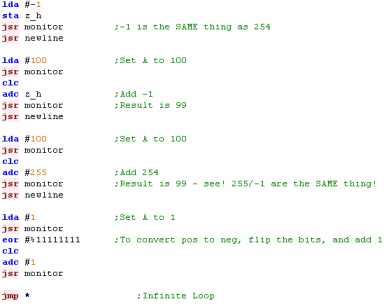 lda #-1
sta z_h
jsr monitor ;-1 is the SAME thing as 254
jsr newline
lda #100 ;Set A to 100
jsr monitor
clc
adc z_h ;Add -1
jsr monitor ;Result is 99
jsr newline
lda #100 ;Set A to 100
jsr monitor
clc
adc #255 ;Add 254
jsr monitor ;Result is 99 - see! 255/-1 are the SAME thing!
jsr newline
lda #1 ;Set A to 1
jsr monitor
eor #%11111111 ;To convert pos to neg, flip the bits, and add 1
clc
adc #1
jsr monitor
jmp * ;Infinite Loop